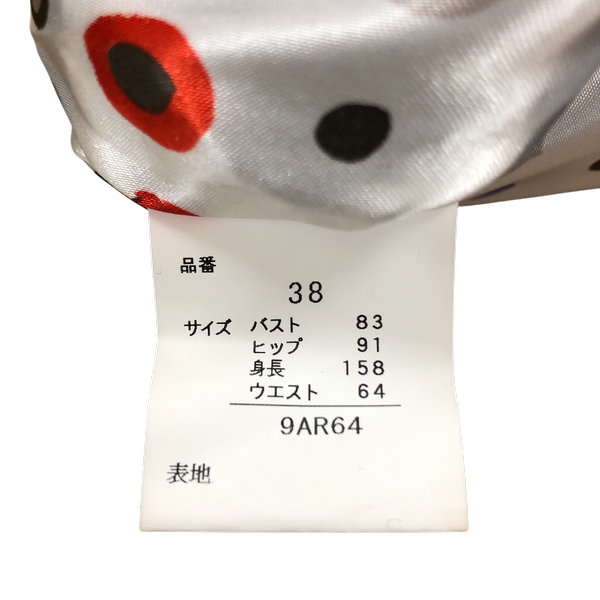 品番
38
サイズ バスト 83
ヒップ 91
身長 158
ウエスト 64
9AR64
表地